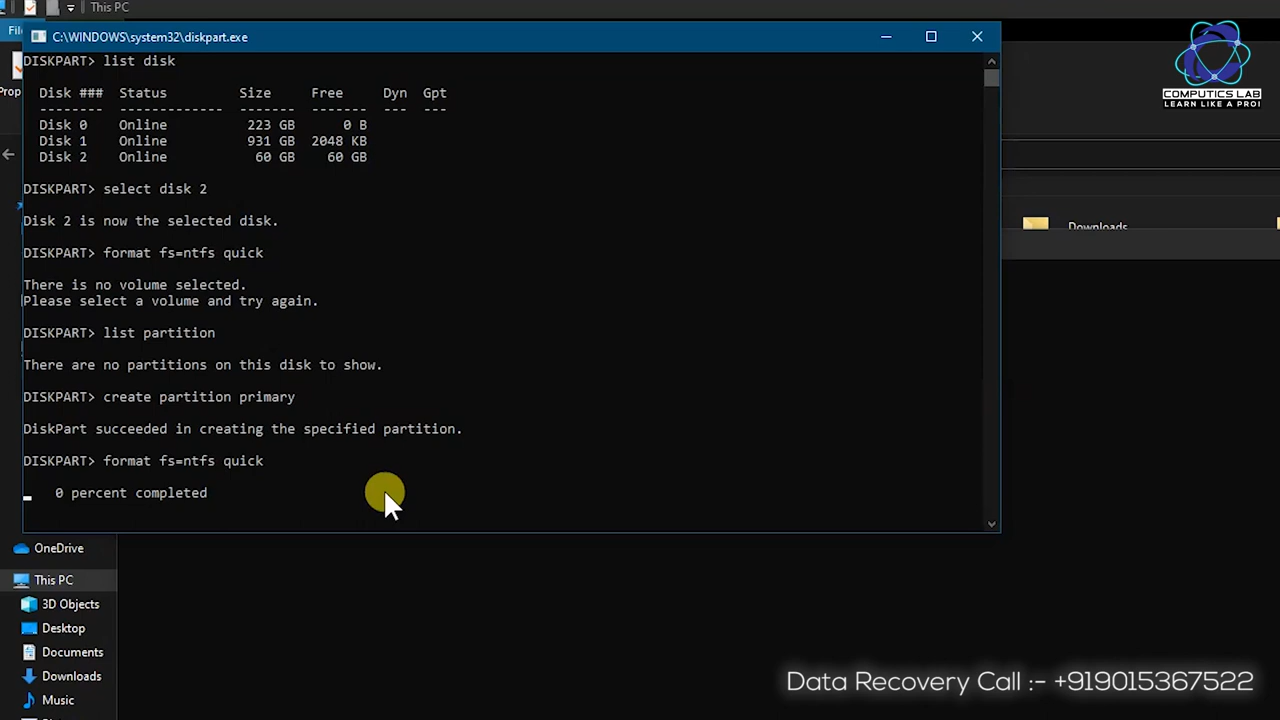 This PC
File
C:\WINDOWS\system32\diskpart.exe
DISKPART> list disk
Disk ### Status Size Free Dyn Gpt
-------- ------------- ------- ------- --- ---
Disk 0 Online 223 GB 0 B
Disk 1 Online 931 GB 2048 KB
Disk 2 Online 60 GB 60 GB
DISKPART> select disk 2
Disk 2 is now the selected disk.
DISKPART> format fs=ntfs quick
There is no volume selected.
Please select a volume and try again.
DISKPART> list partition
There are no partitions on this disk to show.
DISKPART> create partition primary
DiskPart succeeded in creating the specified partition.
DISKPART> format fs=ntfs quick
0 percent completed
COMPUTICS LAB
LEARN LIKE A PRO!
Prop
Downloads
OneDrive
This PC
3D Objects
Desktop
Documents
Downloads
Music
Data Recovery Call :- +919015367522